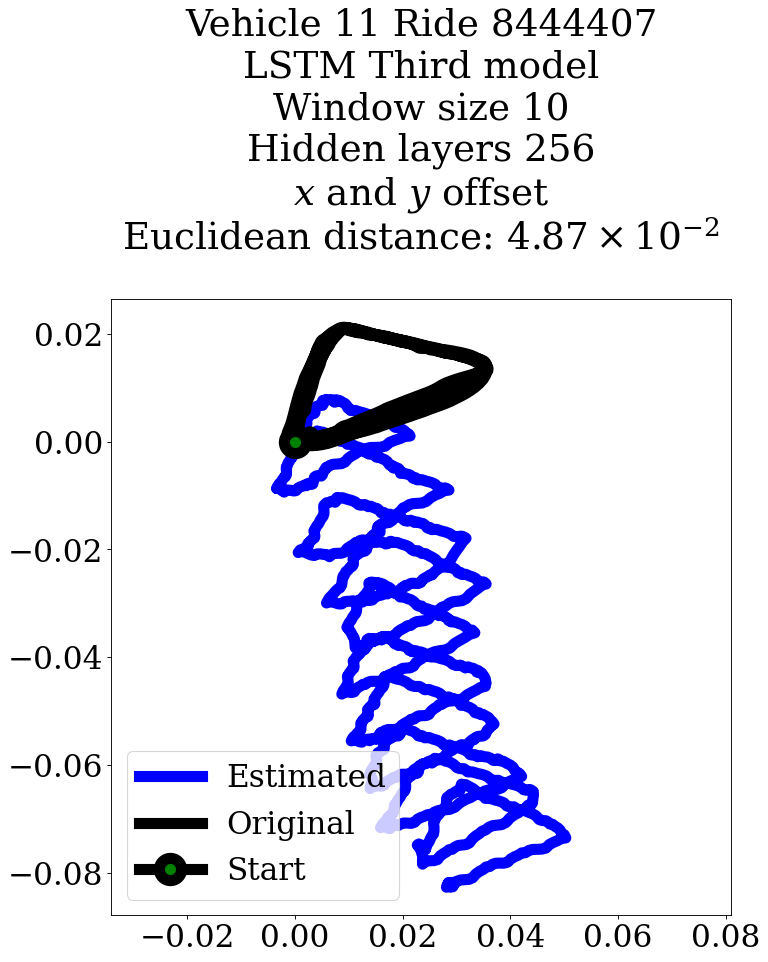 Vehicle 11 Ride 8444407
LSTM Third model
Window size 10
Hidden layers 256
x and y offset
Euclidean distance: 4.87 × 10⁻²
0.02
0.00
−0.02
−0.04
−0.06
−0.08
Estimated
Original
Start
−0.02 0.00 0.02 0.04 0.06 0.08